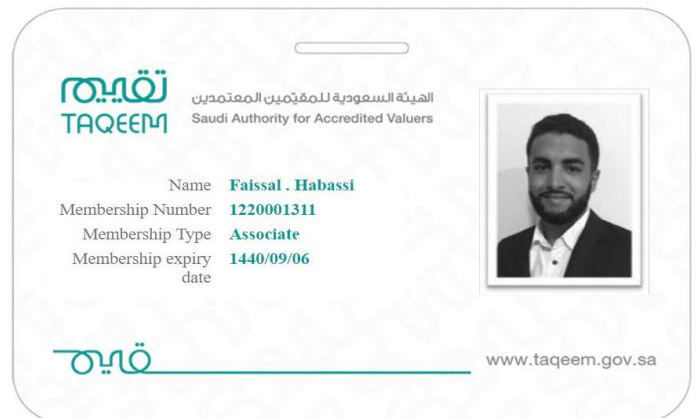 تقييم
TAQEEM
الهيئة السعودية للمقيّمين المعتمدين
Saudi Authority for Accredited Valuers
Name Faissal . Habassi
Membership Number 1220001311
Membership Type Associate
Membership expiry 1440/09/06
date
قيم
www.taqeem.gov.sa